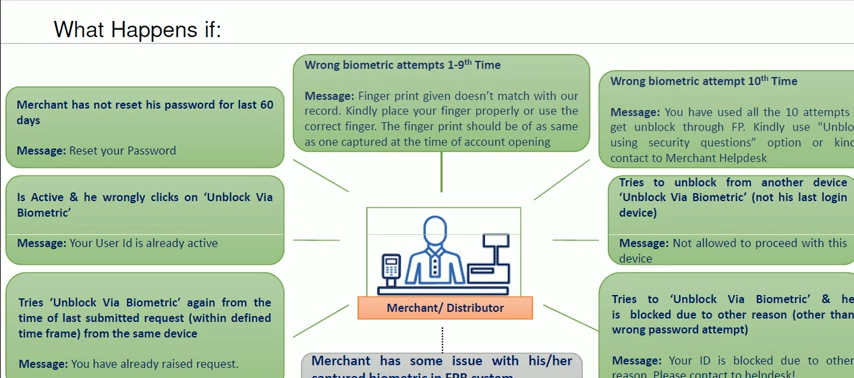 What Happens if:
Merchant has not reset his password for last 60
days
Message: Reset your Password
Is Active & he wrongly clicks on ‘Unblock Via
Biometric’
Message: Your User Id is already active
Tries ‘Unblock Via Biometric’ again from the
time of last submitted request (within defined
time frame) from the same device
Message: You have already raised request.
Wrong biometric attempts 1-9th Time
Message: Finger print given doesn’t match with our
record. Kindly place your finger properly or use the
correct finger. The finger print should be of as same
as one captured at the time of account opening
Merchant/ Distributor
Merchant has some issue with his/her
captured biometric in FRB system
Wrong biometric attempt 10th Time
Message: You have used all the 10 attempts
get unblock through FP. Kindly use "Unblo
using security questions” option or kind
contact to Merchant Helpdesk
Tries to unblock from another device
‘Unblock Via Biometric’ (not his last login
device)
Message: Not allowed to proceed with this
device
Tries to ‘Unblock Via Biometric’ & he
is blocked due to other reason (other than
wrong password attempt)
Message: Your ID is blocked due to other
reason. Please contact to helpdesk!